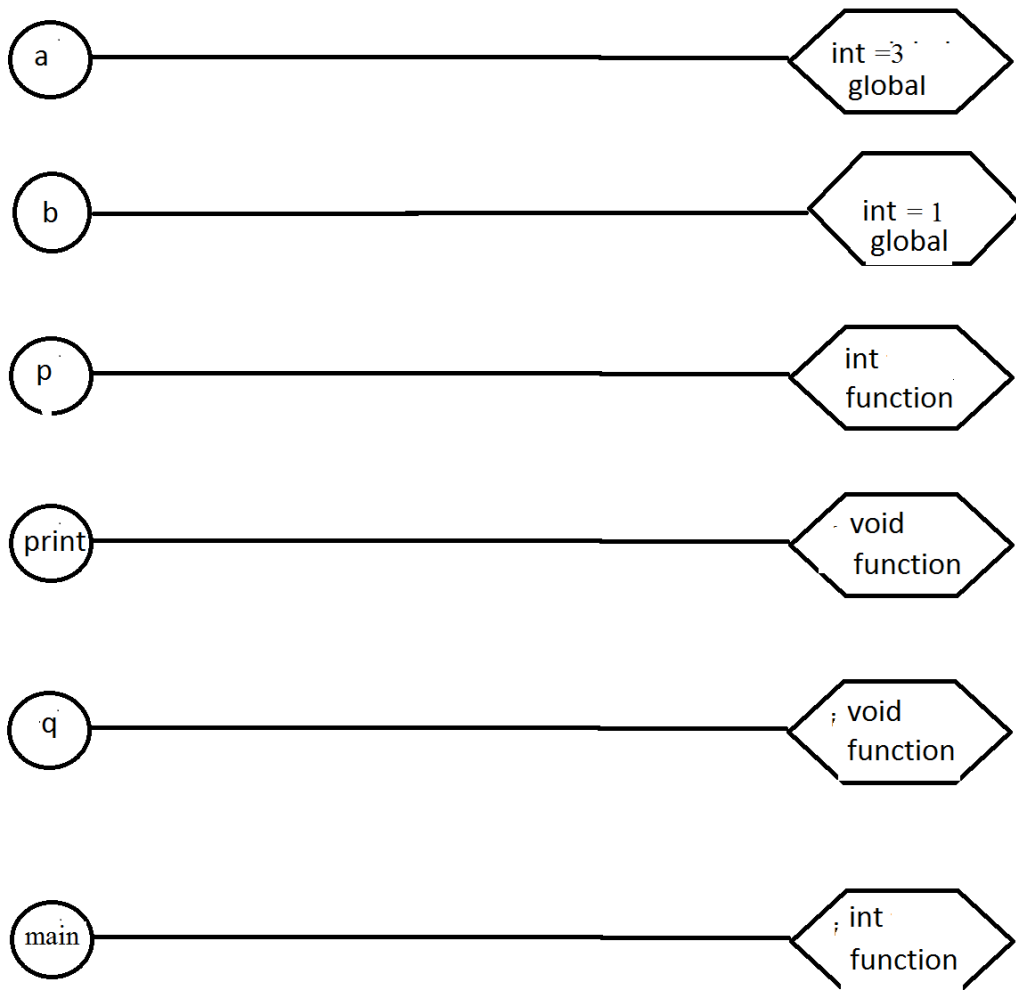 a
int =3
global
b
int = 1
global
p
int
function
print
void
function
q
; void
function
main
; int
function